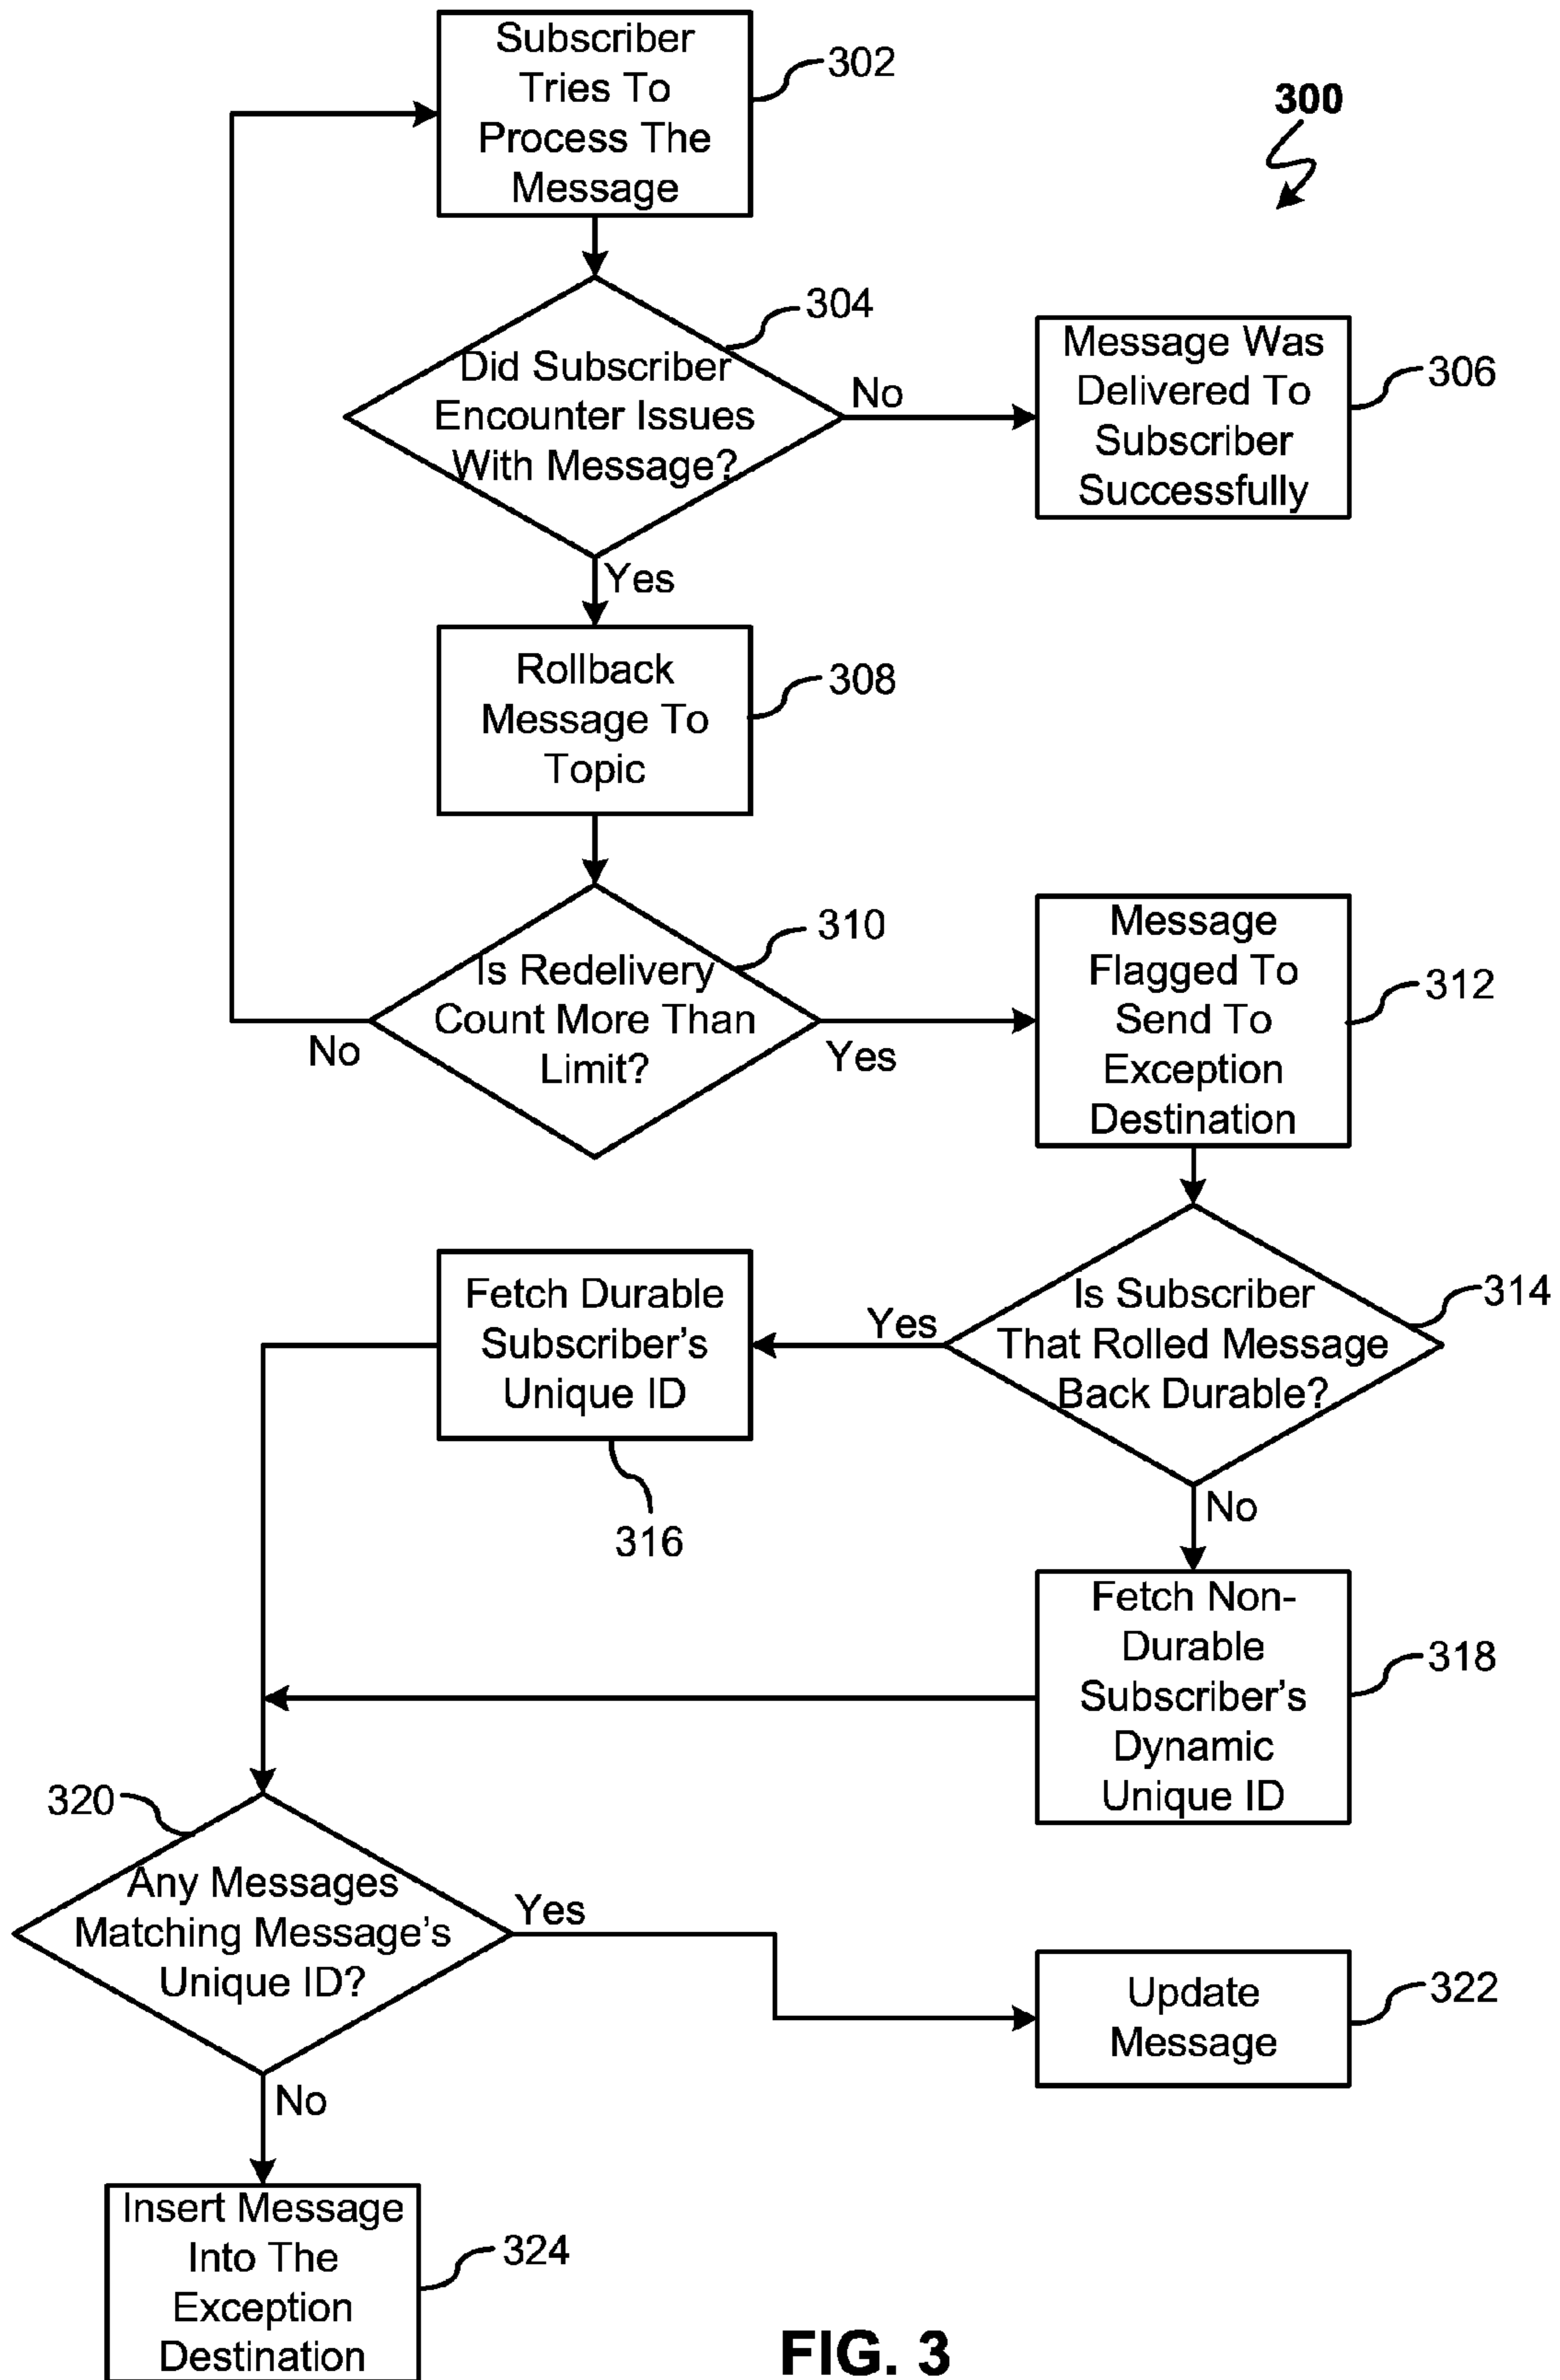 Subscriber
Tries To
Process The
Message
302
300
Did Subscriber
Encounter Issues
With Message?
304
No
Message Was
Delivered To
Subscriber
Successfully
306
Yes
Rollback
Message To
Topic
308
Is Redelivery
Count More Than
Limit?
310
No
Yes
Message
Flagged To
Send To
Exception
Destination
312
Is Subscriber
That Rolled Message
Back Durable?
314
Yes
Fetch Durable
Subscriber's
Unique ID
316
No
Fetch Non-
Durable
Subscriber's
Dynamic
Unique ID
318
320
Any Messages
Matching Message's
Unique ID?
Yes
Update
Message
322
No
Insert Message
Into The
Exception
Destination
324
FIG. 3